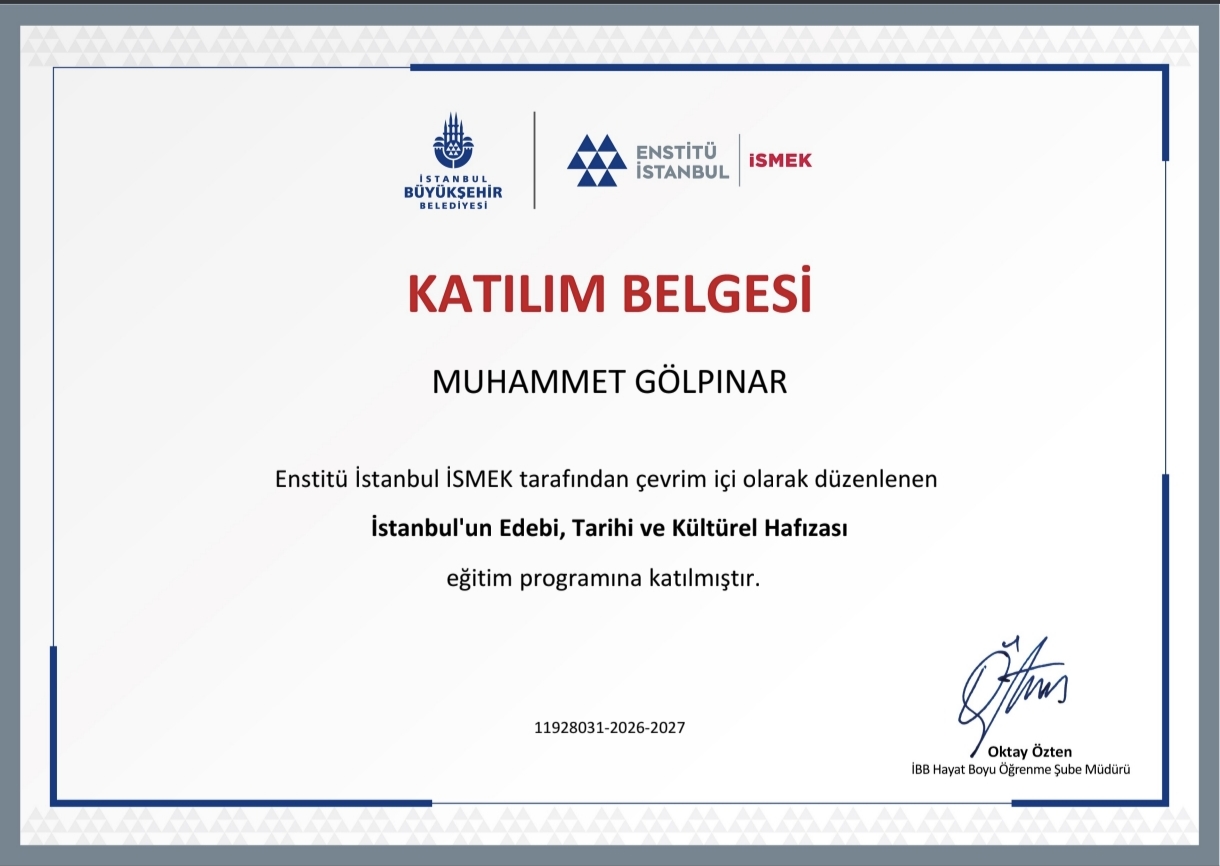 İSTANBUL
BÜYÜKŞEHİR
BELEDİYESİ
ENSTİTÜ
İSTANBUL
iSMEK
KATILIM BELGESİ
MUHAMMET GÖLPINAR
Enstitü İstanbul İSMEK tarafından çevrim içi olarak düzenlenen
İstanbul'un Edebi, Tarihi ve Kültürel Hafızası
eğitim programına katılmıştır.
11928031-2026-2027
Oktay Özten
İBB Hayat Boyu Öğrenme Şube Müdürü